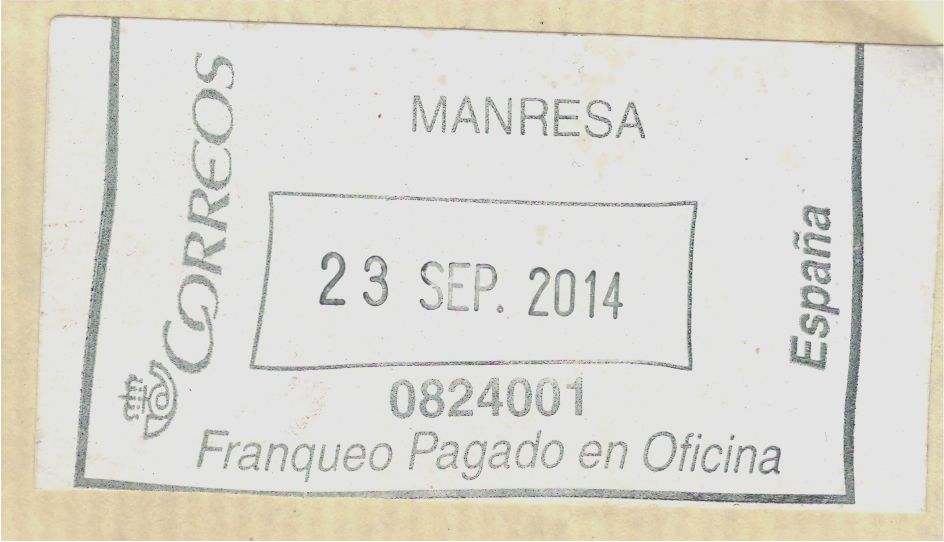 CORREOS
MANRESA
23 SEP. 2014
España
0824001
Franqueo Pagado en Oficina